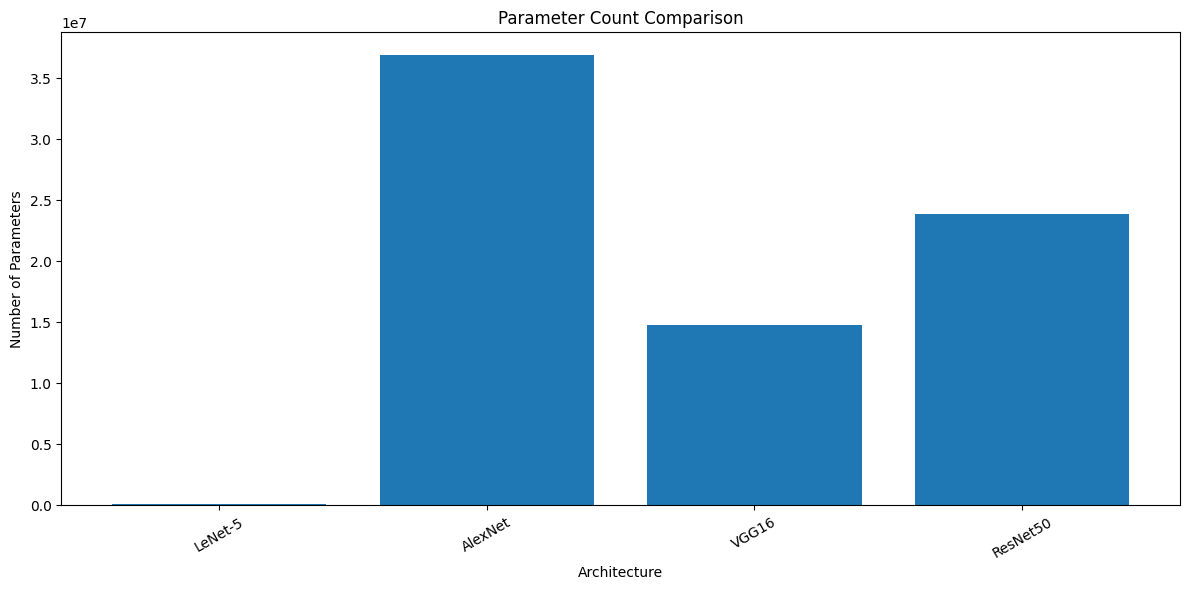 Parameter Count Comparison
1e7
3.5
3.0
2.5
2.0
1.5
1.0
0.5
0.0
Number of Parameters
LeNet-5
AlexNet
VGG16
ResNet50
Architecture